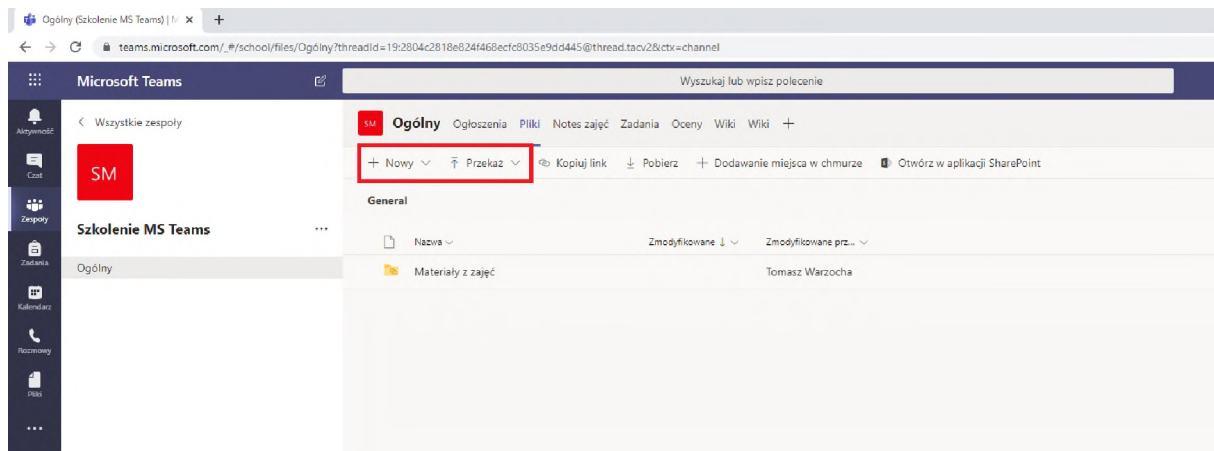 Ogólny (Szkolenie MS Teams) | M
teams.microsoft.com/_#/school/files/Ogólny?threadId=19:2804c2818e824f468ecfc8035e9dd445@thread.tacv2&ctx=channel
Microsoft Teams
Wyszukaj lub wpisz polecenie
Aktywność
Czat
Zespoły
Zadania
Kalendarz
Rozmowy
Pliki
Wszystkie zespoły
SM
Szkolenie MS Teams
Ogólny
SM Ogólny Ogłoszenia Pliki Notes zajęć Zadania Oceny Wiki Wiki
Nowy Przekaż Kopiuj link Pobierz Dodawanie miejsca w chmurze Otwórz w aplikacji SharePoint
General
Nazwa Zmodyfikowane Zmodyfikowane prz...
Materiały z zajęć Tomasz Warzocha